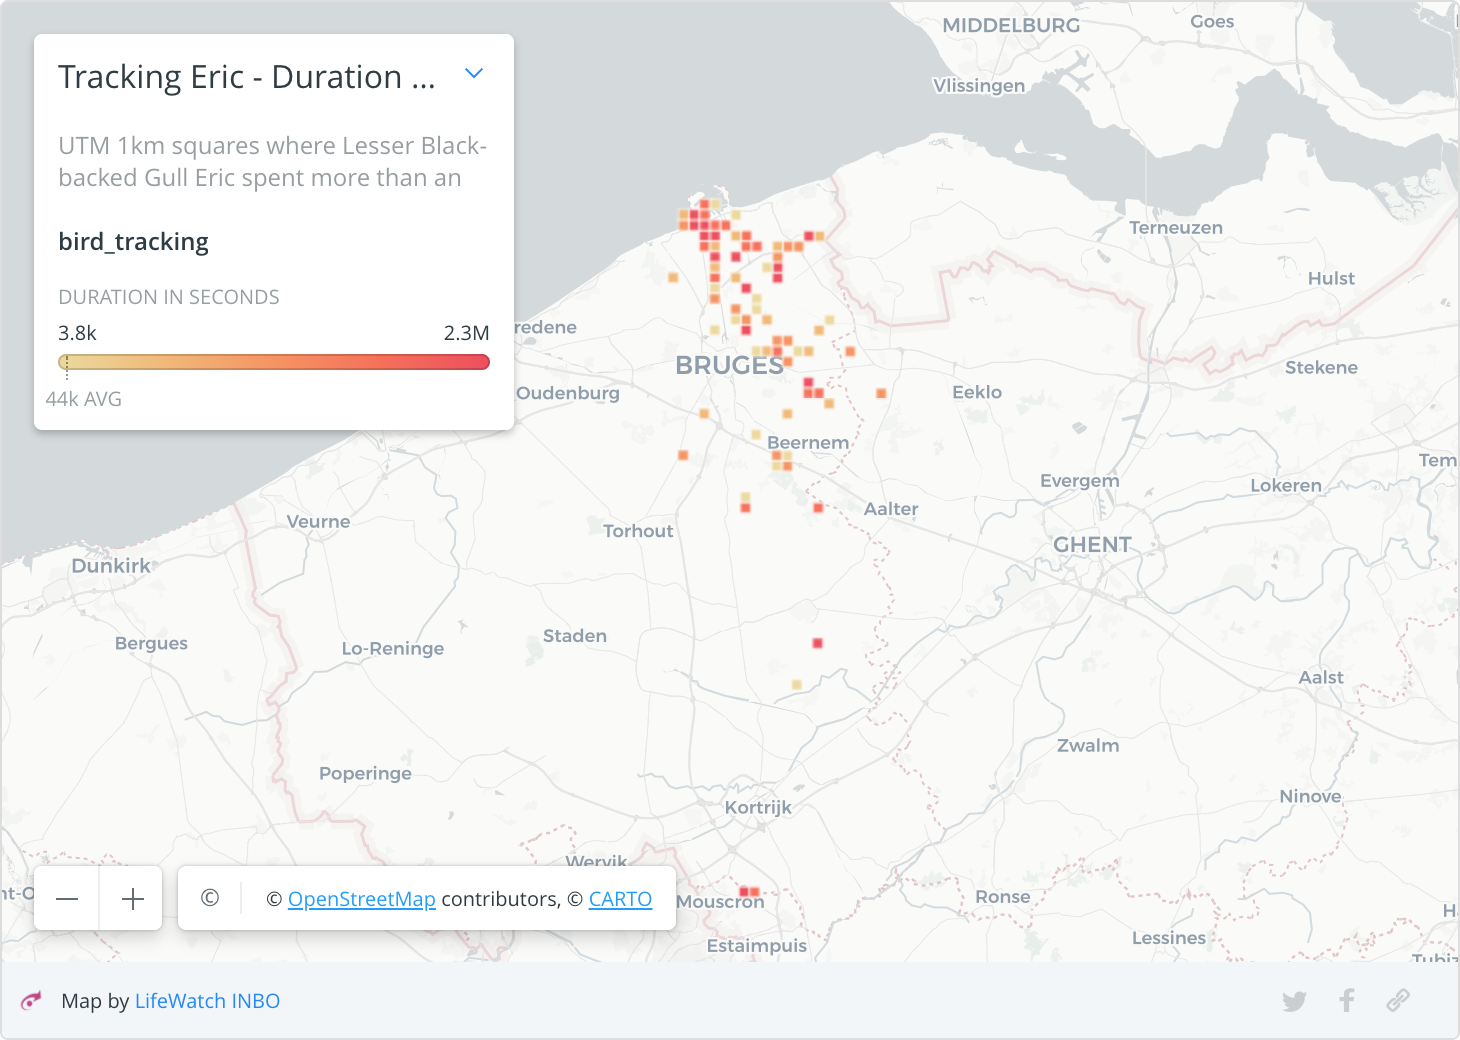 Tracking Eric - Duration ...
UTM 1km squares where Lesser Black-
backed Gull Eric spent more than an
bird_tracking
DURATION IN SECONDS
3.8k 2.3M
44k AVG
MIDDELBURG
Goes
Vlissingen
Terneuzen
Hulst
redene
BRUGES
Oudenburg
Eeklo
Stekene
Beernem
Tem
Evergem
Lokeren
Aalter
Veurne
Torhout
GHENT
Dunkirk
Bergues
Lo-Reninge
Staden
Aalst
Zwalm
Poperinge
Kortrijk
Ninove
Wervik
nt-O
Mouscron
Ronse
H
Estaimpuis
Lessines
Tubiz
− +
© © OpenStreetMap contributors, © CARTO
Map by LifeWatch INBO